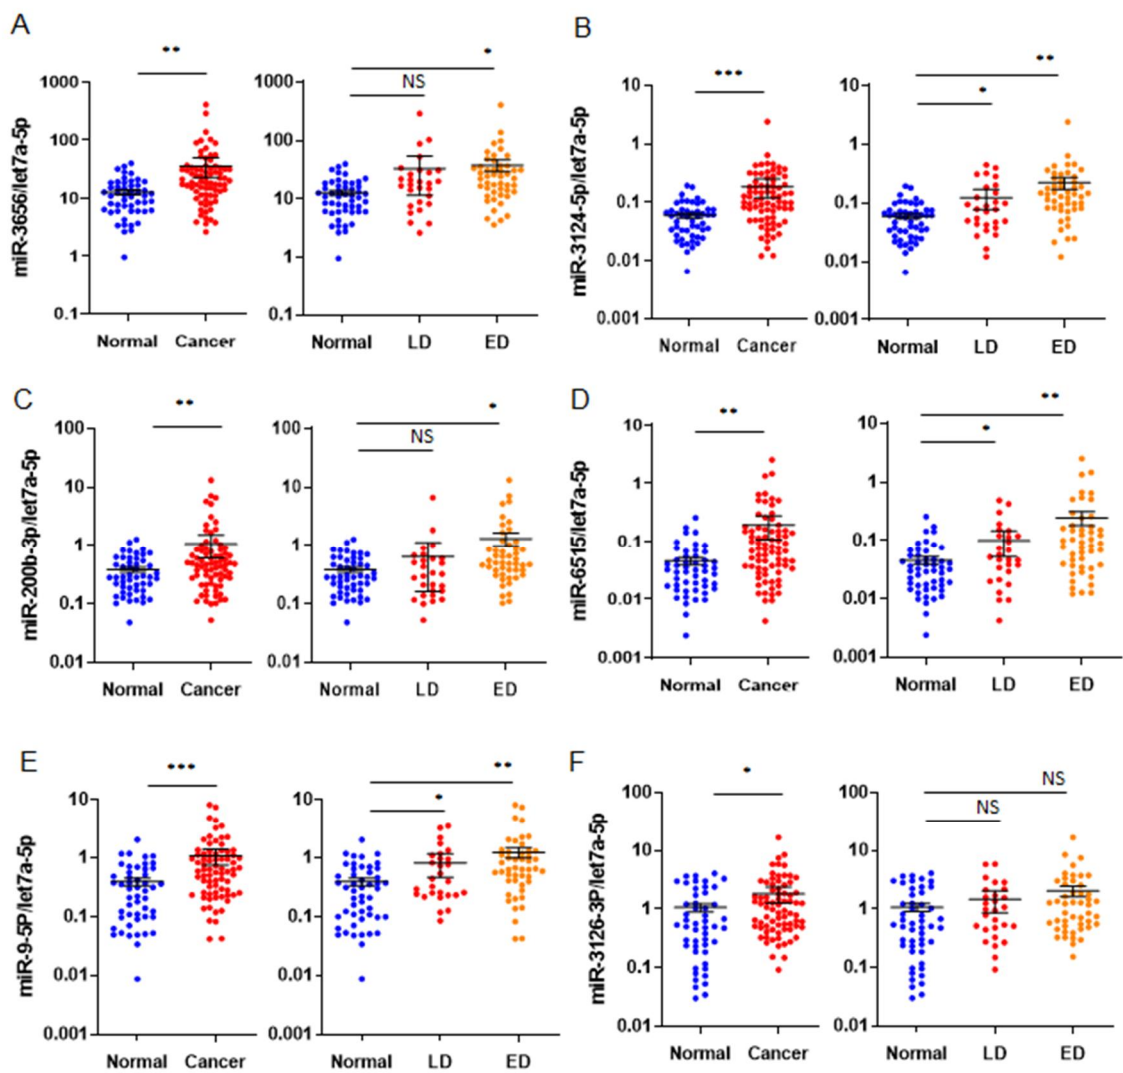 A
miR-3656/let7a-5p
1000
100
10
1
0.1
**
Normal Cancer
1000
100
10
1
0.1
*
NS
Normal LD ED
B
miR-3124-5p/let7a-5p
10
1
0.1
0.01
0.001
***
Normal Cancer
10
1
0.1
0.01
0.001
**
*
Normal LD ED
C
miR-200b-3p/let7a-5p
100
10
1
0.1
0.01
**
Normal Cancer
100
10
1
0.1
0.01
*
NS
Normal LD ED
D
miR-6515/let7a-5p
10
1
0.1
0.01
0.001
**
Normal Cancer
10
1
0.1
0.01
0.001
**
*
Normal LD ED
E
miR-9-5P/let7a-5p
10
1
0.1
0.01
0.001
***
Normal Cancer
10
1
0.1
0.01
0.001
**
*
Normal LD ED
F
miR-3126-3P/let7a-5p
100
10
1
0.1
0.01
*
Normal Cancer
100
10
1
0.1
0.01
NS
NS
Normal LD ED